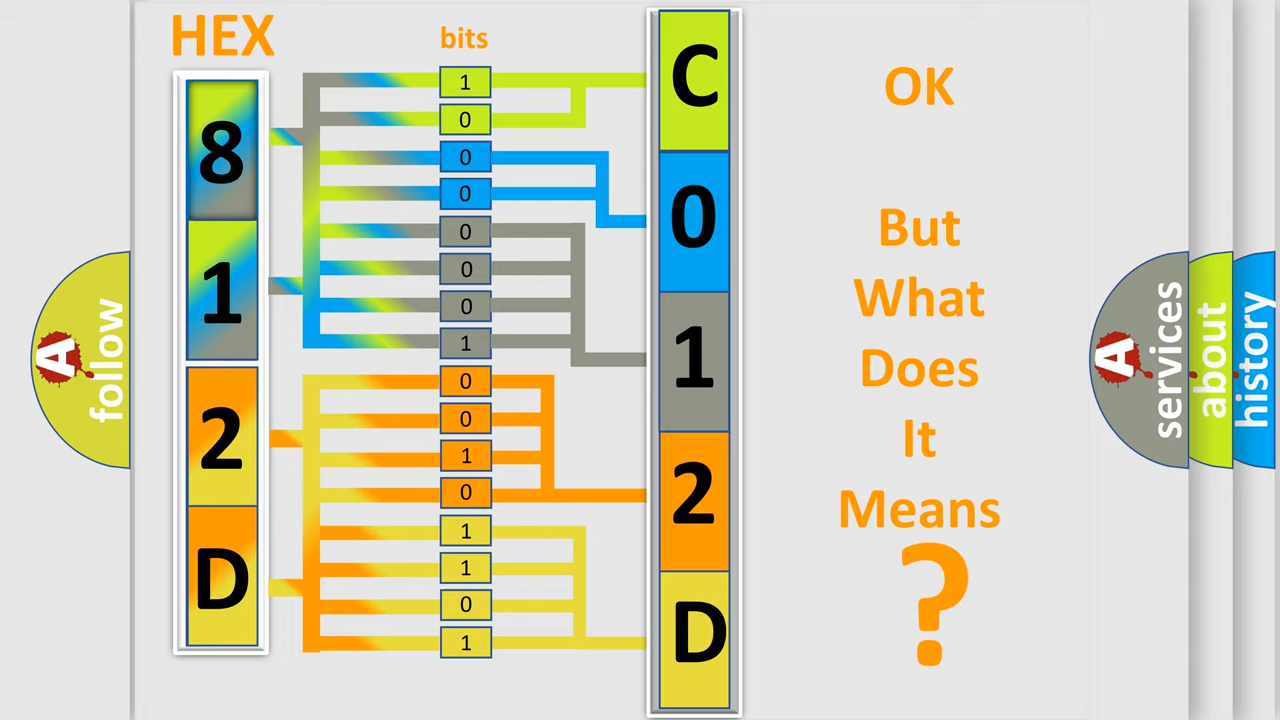 HEX
bits
8
1
2
D
1
0
0
0
0
0
0
1
0
0
1
0
1
1
0
1
C
0
1
2
D
OK
But
What
Does
It
Means
?
A
follow
A
services
about
history